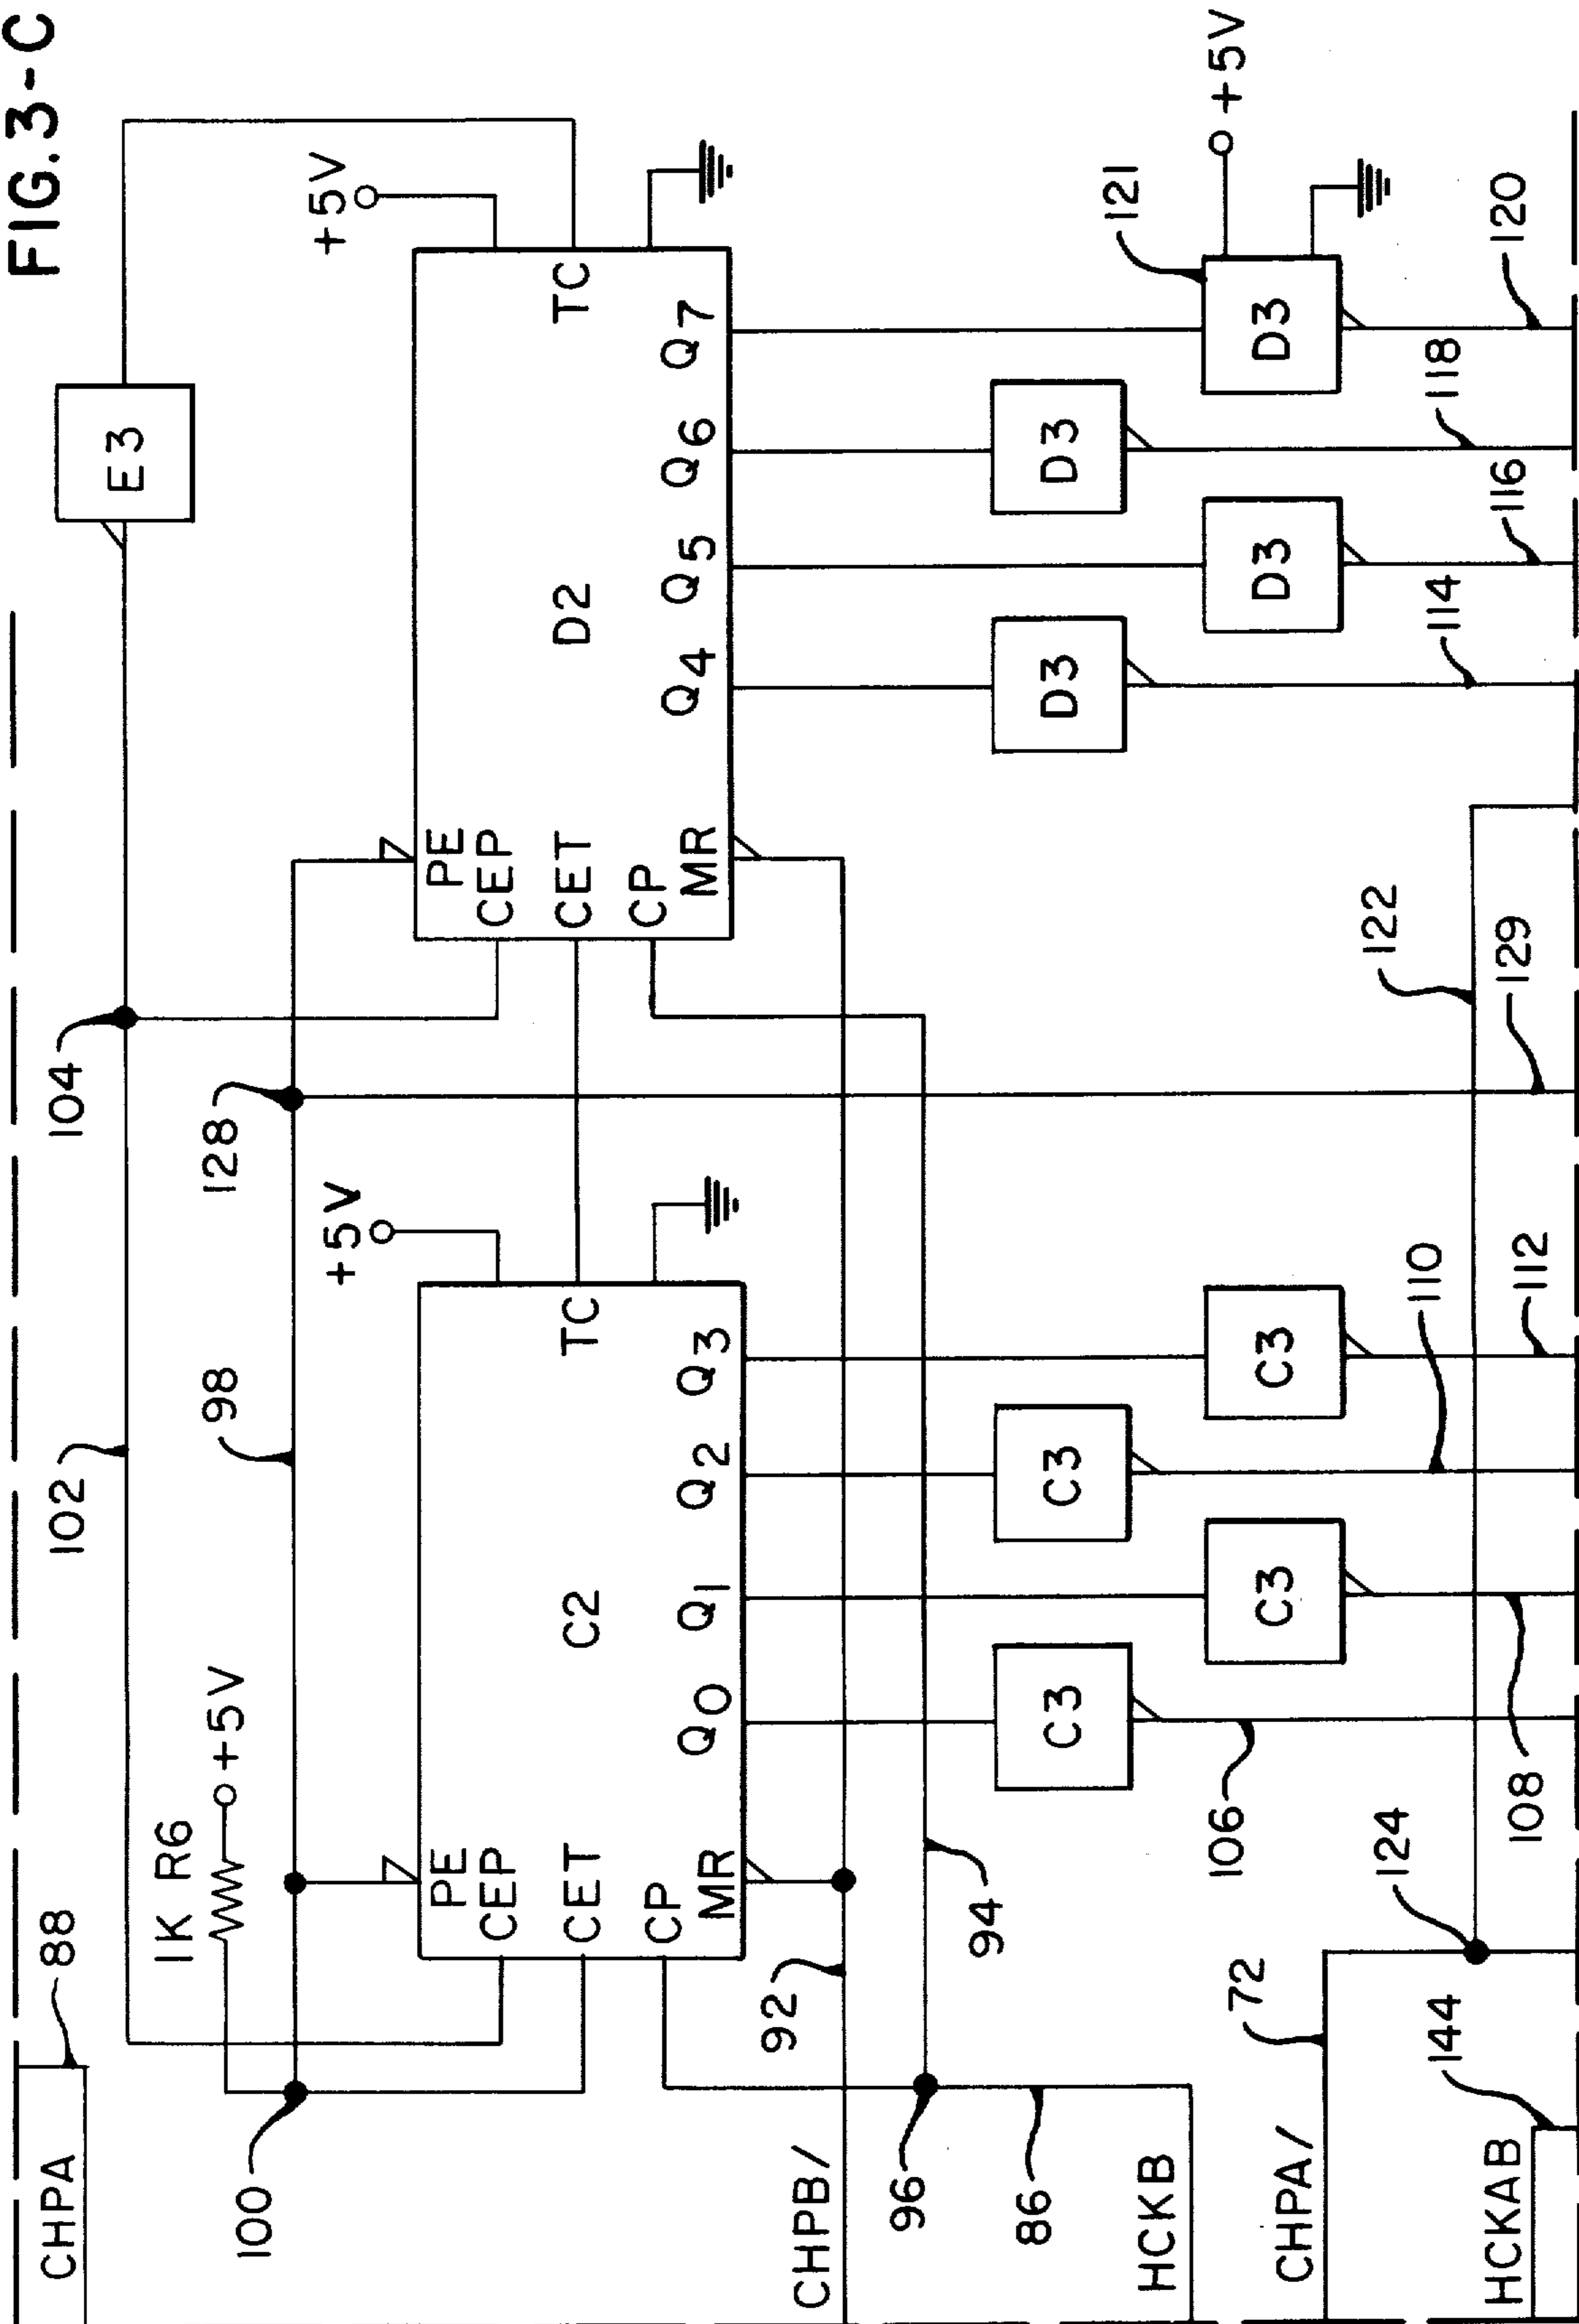 FIG.3-C
CHPA
88
102
104
E3
1K R6
+5V
98
128
100
+5V
+5V
PE
CEP
CET
CP
MR
C2
TC
Q0
Q1
Q2
Q3
PE
CEP
CET
CP
MR
D2
TC
Q4
Q5
Q6
Q7
CHPB/
92
94
96
86
HCKB
C3
C3
C3
C3
D3
D3
D3
D3
121
+5V
106
108
110
112
114
116
118
120
122
129
124
72
CHPA/
144
HCKAB